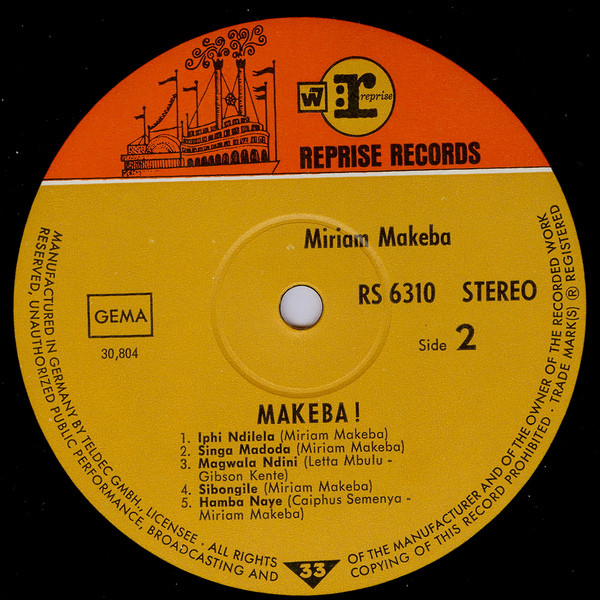 W7
r:
reprise
REPRISE RECORDS
Miriam Makeba
RS 6310 STEREO
Side 2
GEMA
30,804
MAKEBA!
1. Iphi Ndilela (Miriam Makeba)
2. Singa Madoda (Miriam Makeba)
3. Magwala Ndini (Letta Mbulu -
Gibson Kente)
4. Sibongile (Miriam Makeba)
5. Hamba Naye (Caiphus Semenya -
Miriam Makeba)
33
MANUFACTURED IN GERMANY BY TELDEC GMBH., LICENSEE · ALL RIGHTS
RESERVED, UNAUTHORIZED PUBLIC PERFORMANCE, BROADCASTING AND
OF THE MANUFACTURER AND OF THE OWNER OF THE RECORDED WORK
COPYING OF THIS RECORD PROHIBITED · TRADE MARK(S) ® REGISTERED